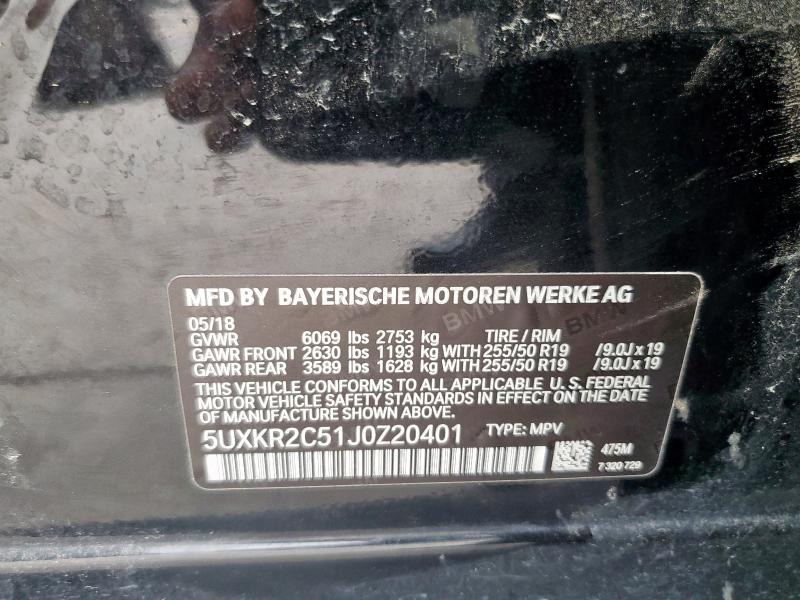 MFD BY BAYERISCHE MOTOREN WERKE AG
05/18
GVWR 6069 lbs 2753 kg TIRE / RIM
GAWR FRONT 2630 lbs 1193 kg WITH 255/50 R19 /9.0J x 19
GAWR REAR 3589 lbs 1628 kg WITH 255/50 R19 /9.0J x 19
THIS VEHICLE CONFORMS TO ALL APPLICABLE U. S. FEDERAL
MOTOR VEHICLE SAFETY STANDARDS IN EFFECT ON THE DATE
OF MANUFACTURE SHOWN ABOVE.
5UXKR2C51J0Z20401 TYPE: MPV
475M
7 320 729